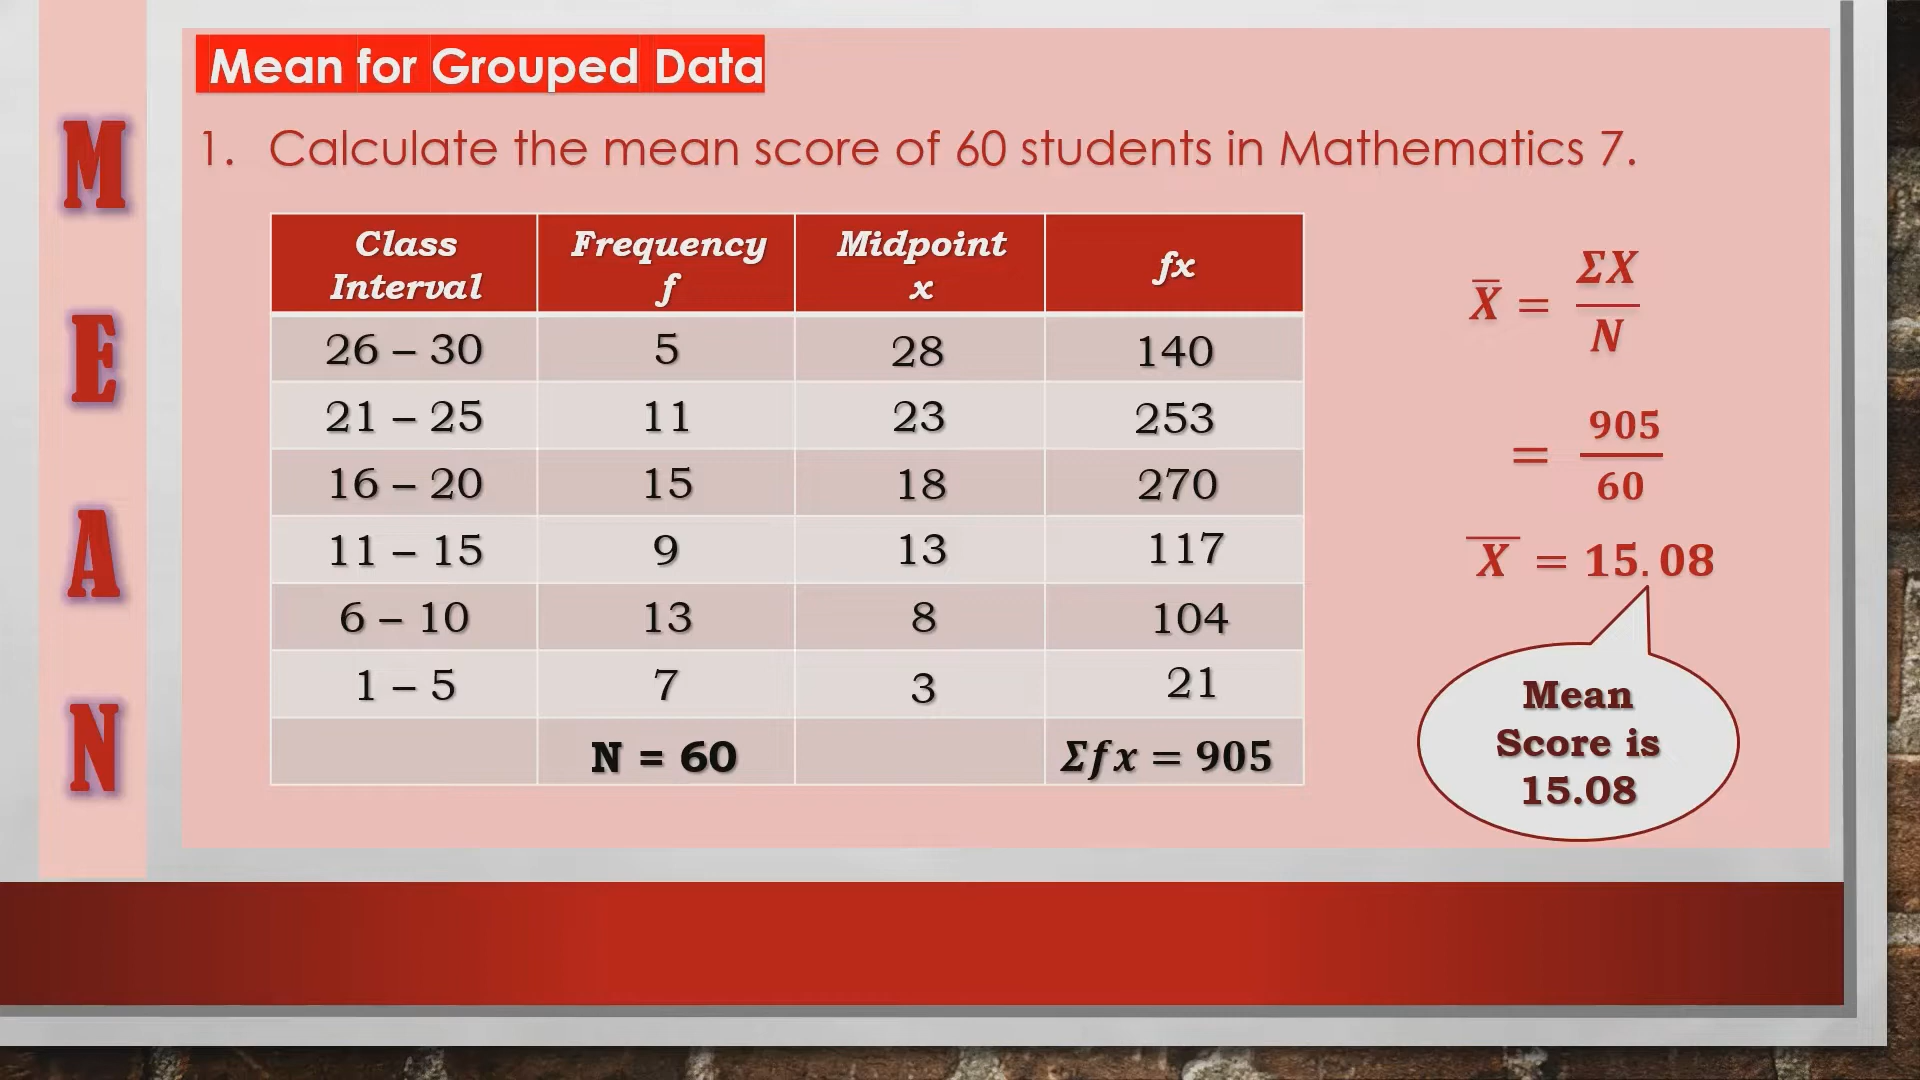 MEAN
Mean for Grouped Data
1. Calculate the mean score of 60 students in Mathematics 7.
Class Interval | Frequency f | Midpoint x | fx
26 – 30 | 5 | 28 | 140
21 – 25 | 11 | 23 | 253
16 – 20 | 15 | 18 | 270
11 – 15 | 9 | 13 | 117
6 – 10 | 13 | 8 | 104
1 – 5 | 7 | 3 | 21
N = 60 | Σfx = 905
X̅ = ΣX / N
= 905 / 60
X̅ = 15.08
Mean
Score is
15.08